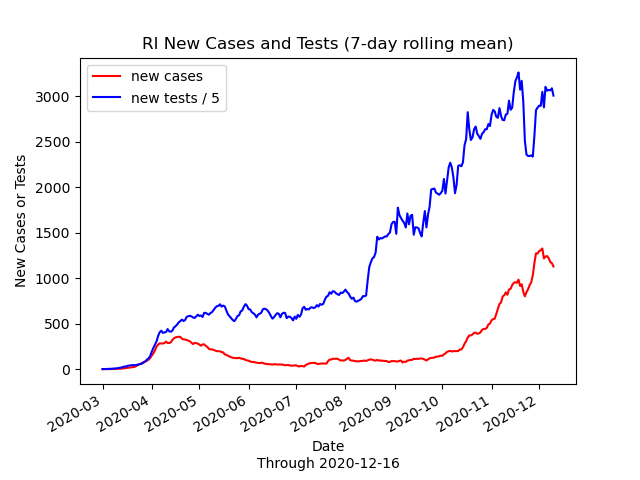 RI New Cases and Tests (7-day rolling mean)
new cases
new tests / 5
New Cases or Tests
3000
2500
2000
1500
1000
500
0
2020-03
2020-04
2020-05
2020-06
2020-07
2020-08
2020-09
2020-10
2020-11
2020-12
Date
Through 2020-12-16